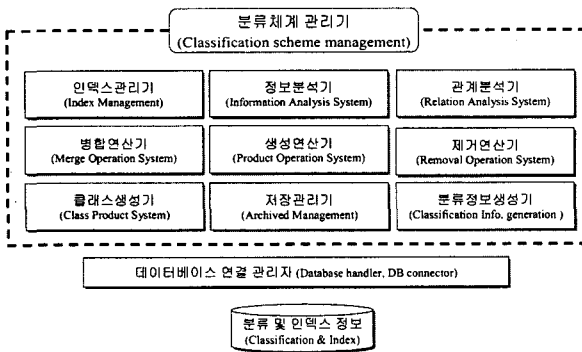 분류체계 관리기
(Classification scheme management)
인덱스관리기
(Index Management)
정보분석기
(Information Analysis System)
관계분석기
(Relation Analysis System)
병합연산기
(Merge Operation System)
생성연산기
(Product Operation System)
제거연산기
(Removal Operation System)
클래스생성기
(Class Product System)
저장관리기
(Archived Management)
분류정보생성기
(Classification Info. generation )
데이터베이스 연결 관리자 (Database handler, DB connector)
분류 및 인덱스 정보
(Classification & Index)